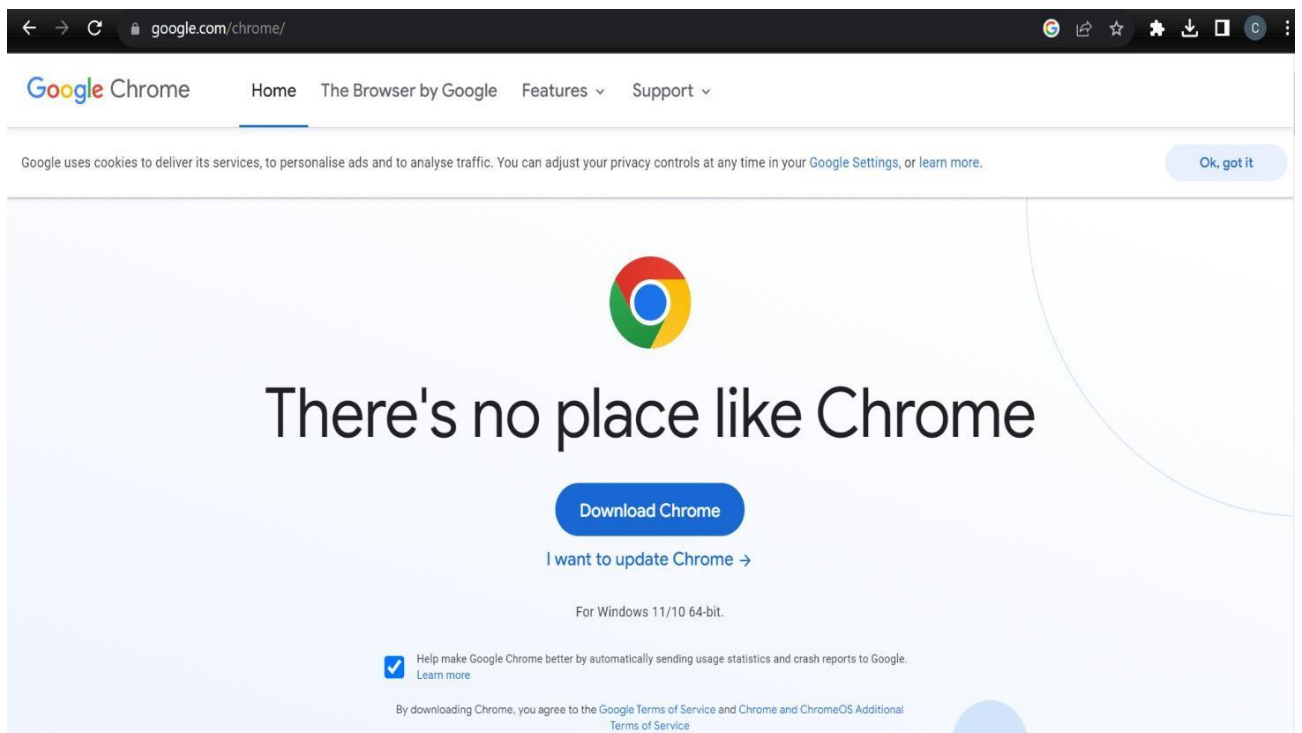 google.com/chrome/
G
C
Google Chrome
Home
The Browser by Google
Features
Support
Google uses cookies to deliver its services, to personalise ads and to analyse traffic. You can adjust your privacy controls at any time in your Google Settings, or learn more.
Ok, got it
There's no place like Chrome
Download Chrome
I want to update Chrome →
For Windows 11/10 64-bit.
Help make Google Chrome better by automatically sending usage statistics and crash reports to Google.
Learn more
By downloading Chrome, you agree to the Google Terms of Service and Chrome and ChromeOS Additional
Terms of Service